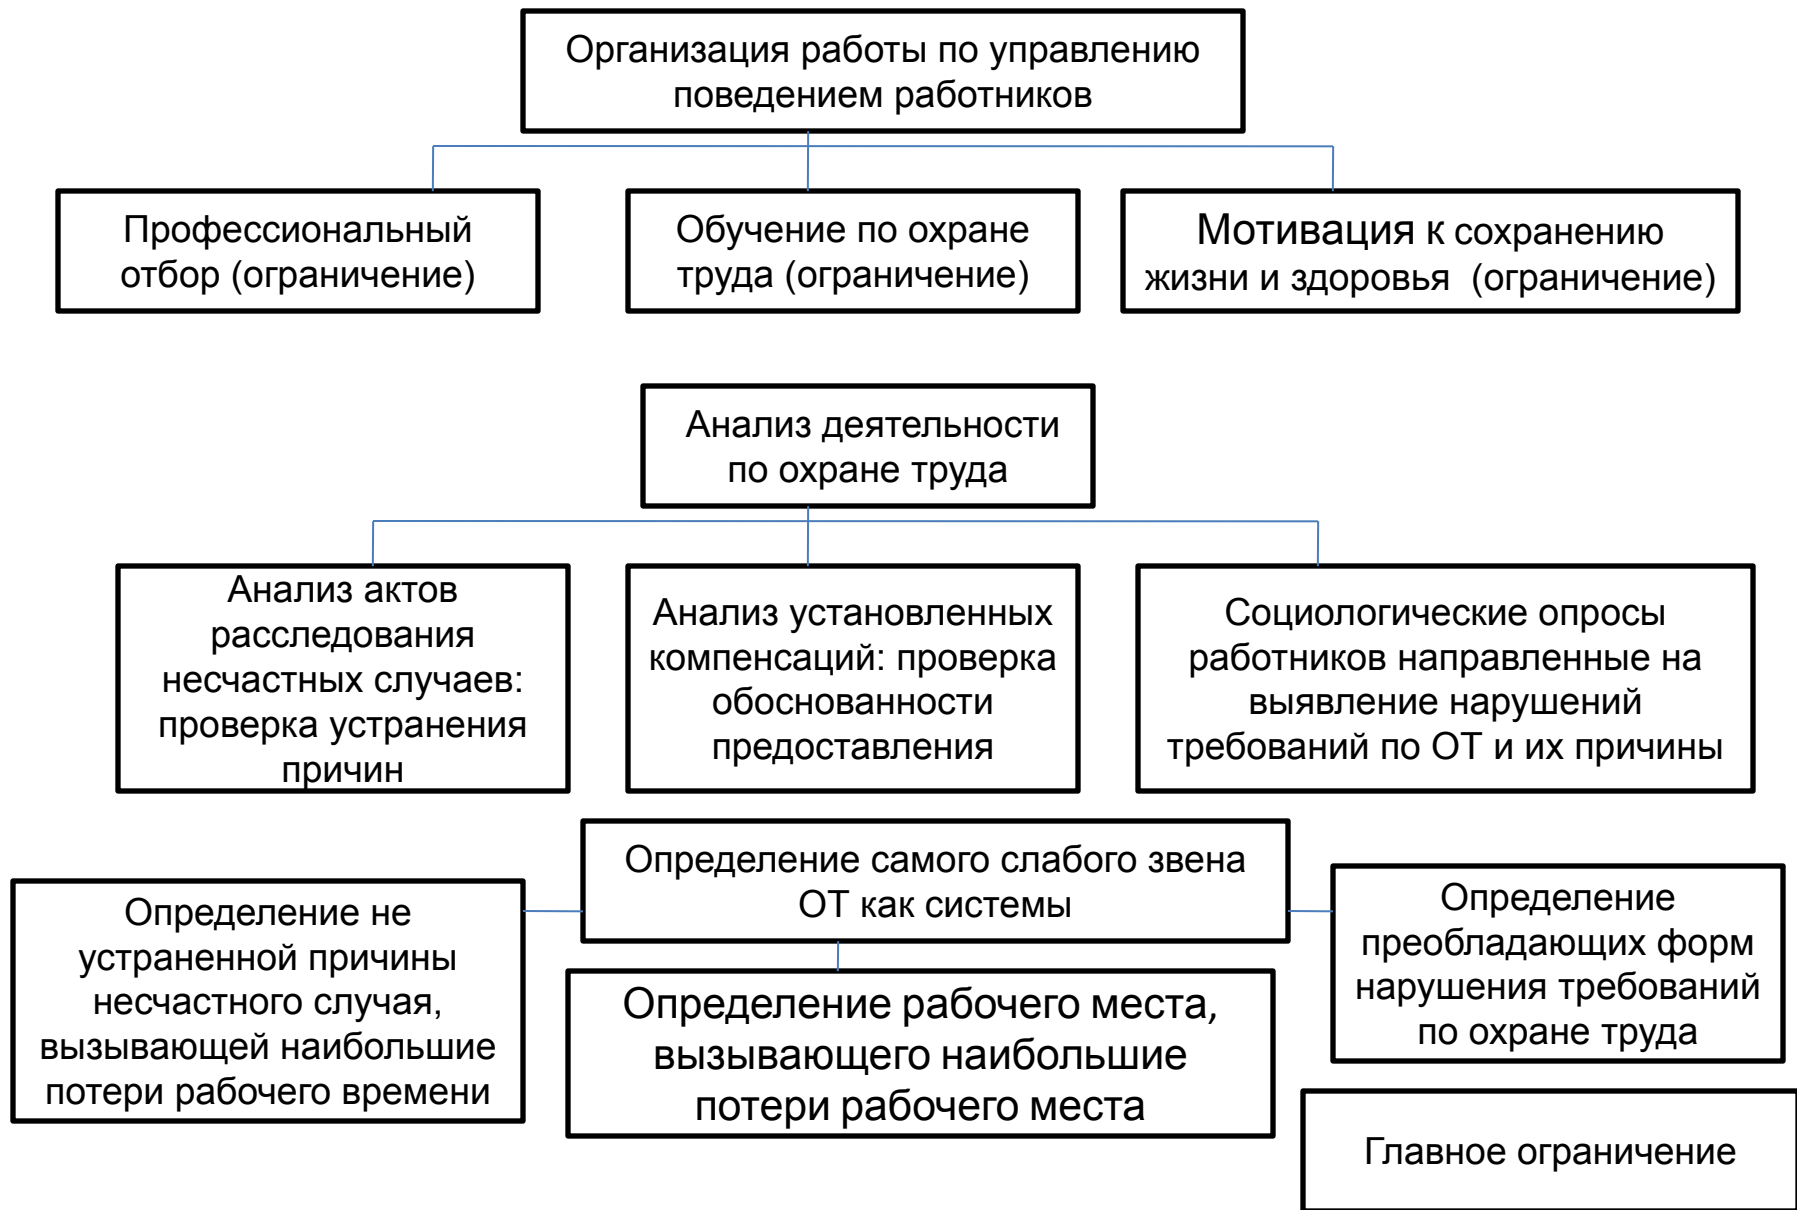 Организация работы по управлению
поведением работников
Профессиональный
отбор (ограничение)
Обучение по охране
труда (ограничение)
Мотивация к сохранению
жизни и здоровья (ограничение)
Анализ деятельности
по охране труда
Анализ актов
расследования
несчастных случаев:
проверка устранения
причин
Анализ установленных
компенсаций: проверка
обоснованности
предоставления
Социологические опросы
работников направленные на
выявление нарушений
требований по ОТ и их причины
Определение самого слабого звена
ОТ как системы
Определение не
устраненной причины
несчастного случая,
вызывающей наибольшие
потери рабочего времени
Определение рабочего места,
вызывающего наибольшие
потери рабочего места
Определение
преобладающих форм
нарушения требований
по охране труда
Главное ограничение